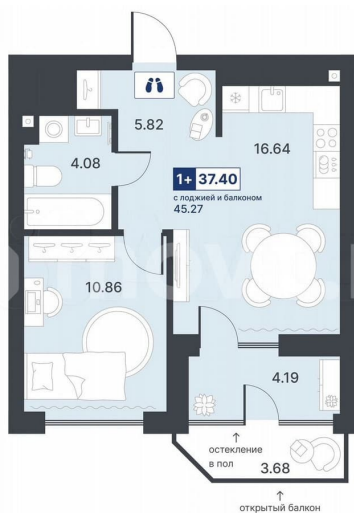 5.82
16.64
4.08
1+ 37.40
с лоджией и балконом
45.27
10.86
4.19
остекление
в пол
3.68
открытый балкон